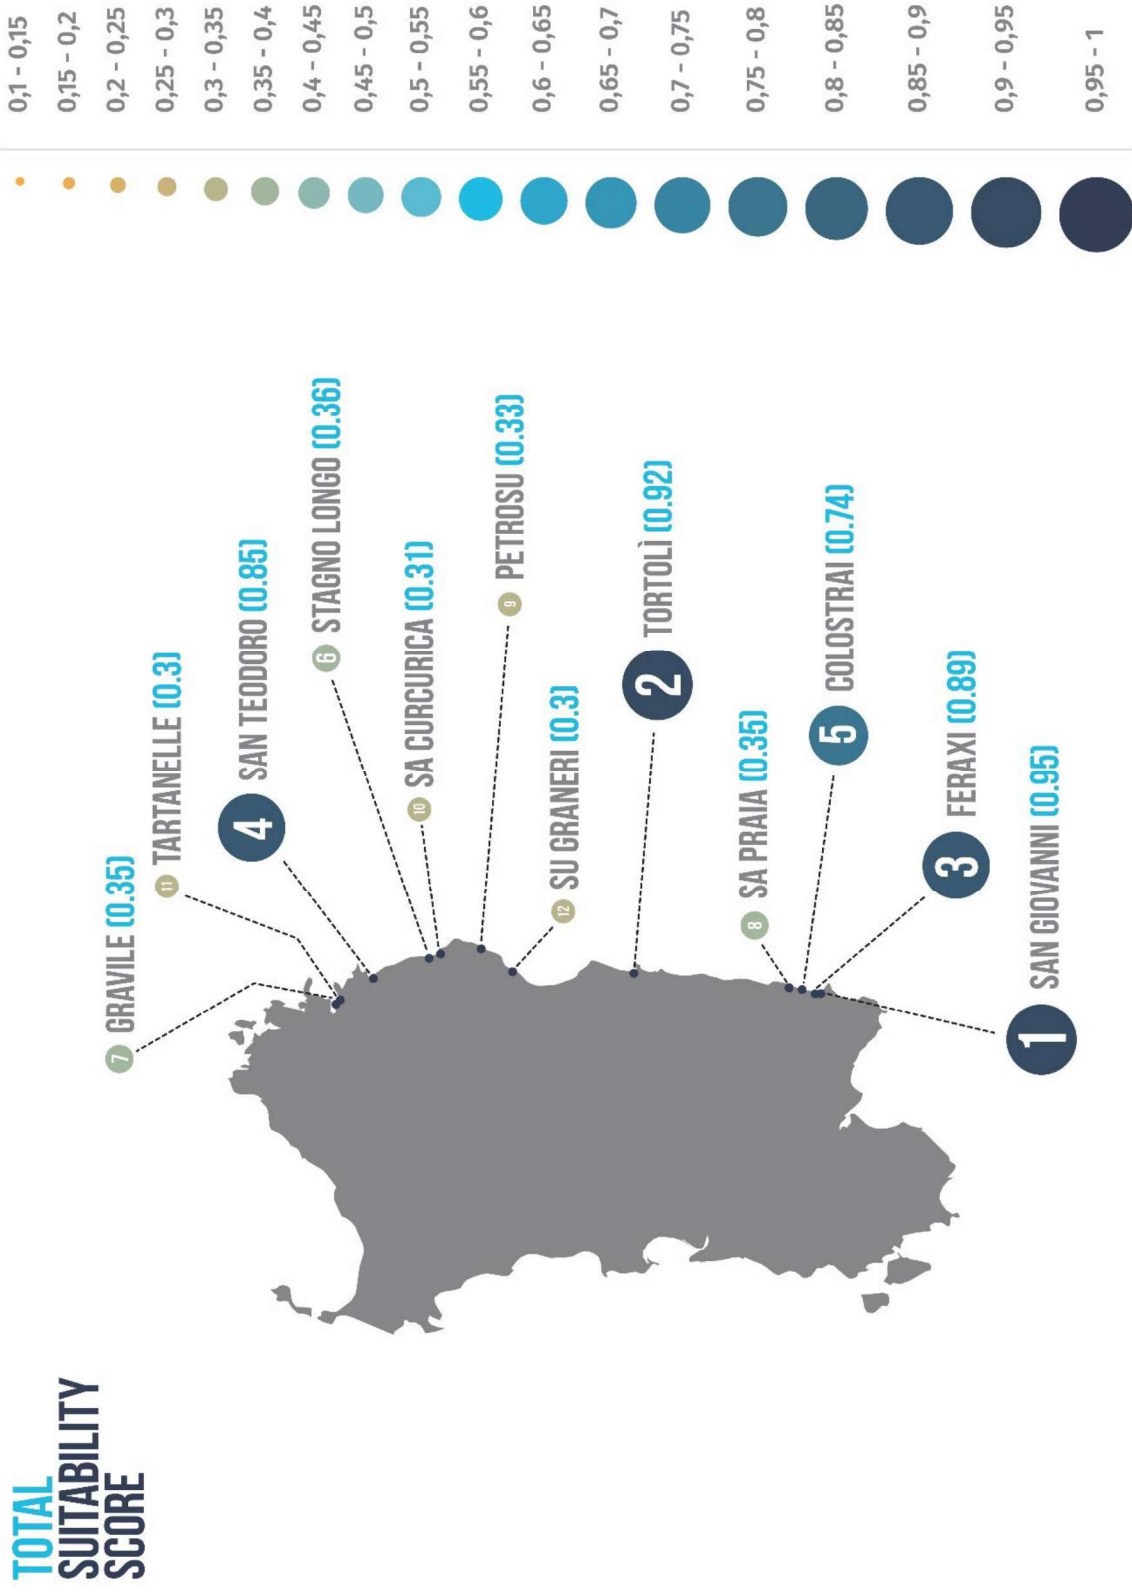 TOTAL
SUITABILITY
SCORE
7 GRAVILE (0.35)
11 TARTANELLE (0.3)
4 SAN TEODORO (0.85)
6 STAGNO LONGO (0.36)
10 SA CURCURICA (0.31)
9 PETROSU (0.33)
12 SU GRANERI (0.3)
2 TORTOLÌ (0.92)
8 SA PRAIA (0.35)
5 COLOSTRAI (0.74)
3 FERAXI (0.89)
1 SAN GIOVANNI (0.95)
0,1 - 0,15
0,15 - 0,2
0,2 - 0,25
0,25 - 0,3
0,3 - 0,35
0,35 - 0,4
0,4 - 0,45
0,45 - 0,5
0,5 - 0,55
0,55 - 0,6
0,6 - 0,65
0,65 - 0,7
0,7 - 0,75
0,75 - 0,8
0,8 - 0,85
0,85 - 0,9
0,9 - 0,95
0,95 - 1